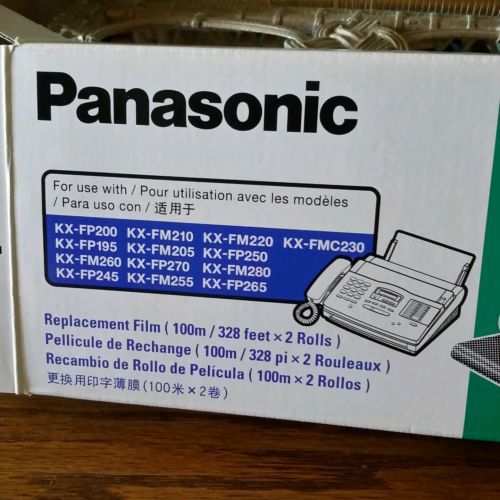 Panasonic
For use with / Pour utilisation avec les modèles
/ Para uso con / 适用于
KX-FP200 KX-FM210 KX-FM220 KX-FMC230
KX-FP195 KX-FM205 KX-FP250
KX-FM260 KX-FP270 KX-FM280
KX-FP245 KX-FM255 KX-FP265
Replacement Film ( 100m / 328 feet × 2 Rolls )
Pellicule de Rechange ( 100m / 328 pi × 2 Rouleaux )
Recambio de Rollo de Película ( 100m × 2 Rollos )
更换用印字薄膜(100米×2卷)